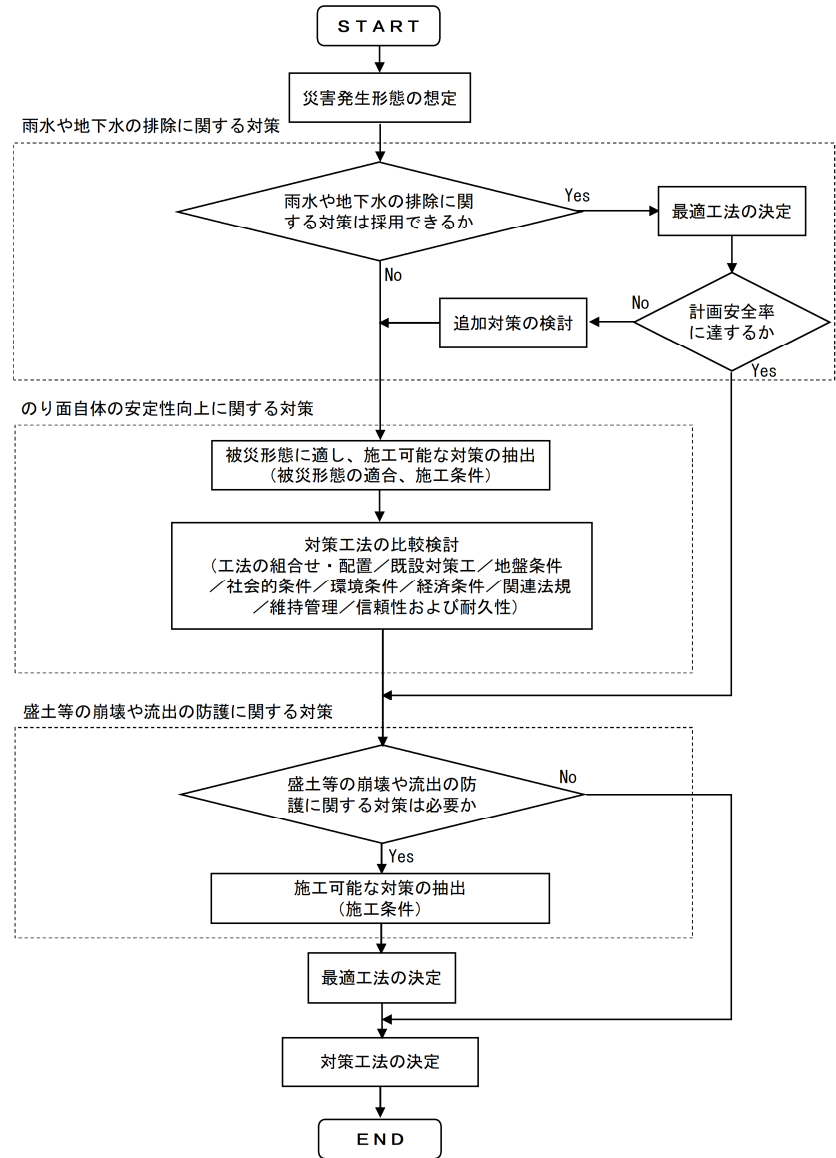 START
災害発生形態の想定
雨水や地下水の排除に関する対策
雨水や地下水の排除に関
する対策は採用できるか
Yes
最適工法の決定
No
計画安全率
に達するか
No
追加対策の検討
Yes
のり面自体の安定性向上に関する対策
被災形態に適し、施工可能な対策の抽出
（被災形態の適合、施工条件）
対策工法の比較検討
（工法の組合せ・配置／既設対策工／地盤条件
／社会的条件／環境条件／経済条件／関連法規
／維持管理／信頼性および耐久性）
盛土等の崩壊や流出の防護に関する対策
盛土等の崩壊や流出の防
護に関する対策は必要か
No
Yes
施工可能な対策の抽出
（施工条件）
最適工法の決定
対策工法の決定
END